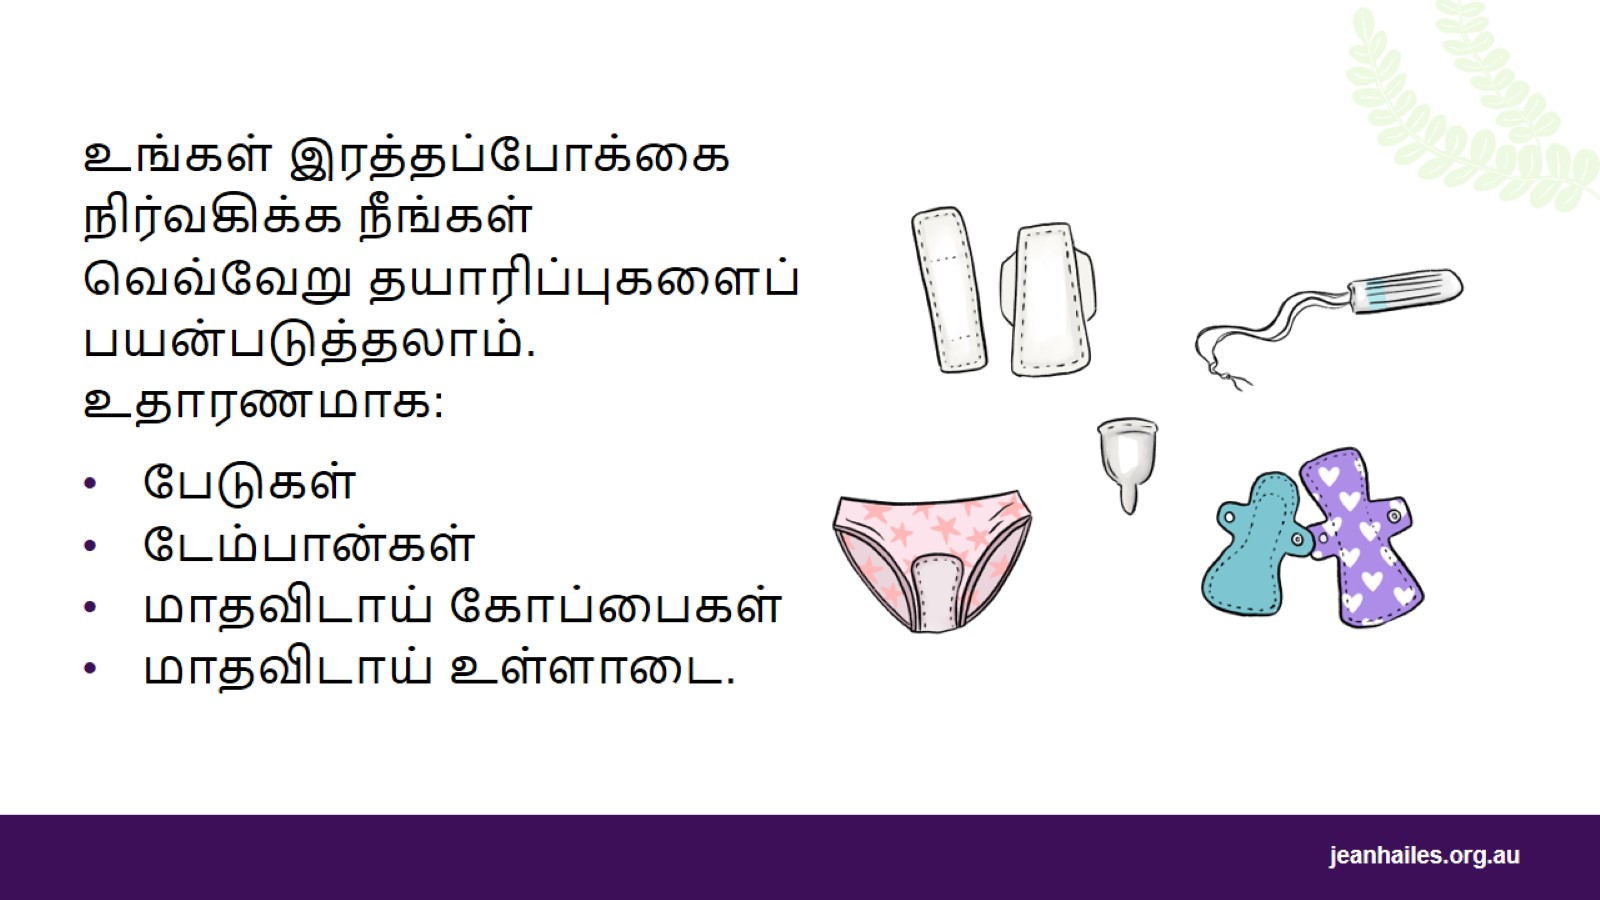 உங்கள் இரத்தப்போக்கை
நிர்வகிக்க நீங்கள்
வெவ்வேறு தயாரிப்புகளைப்
பயன்படுத்தலாம்.
உதாரணமாக:
• பேடுகள்
• டேம்பான்கள்
• மாதவிடாய் கோப்பைகள்
• மாதவிடாய் உள்ளாடை.
jeanhailes.org.au